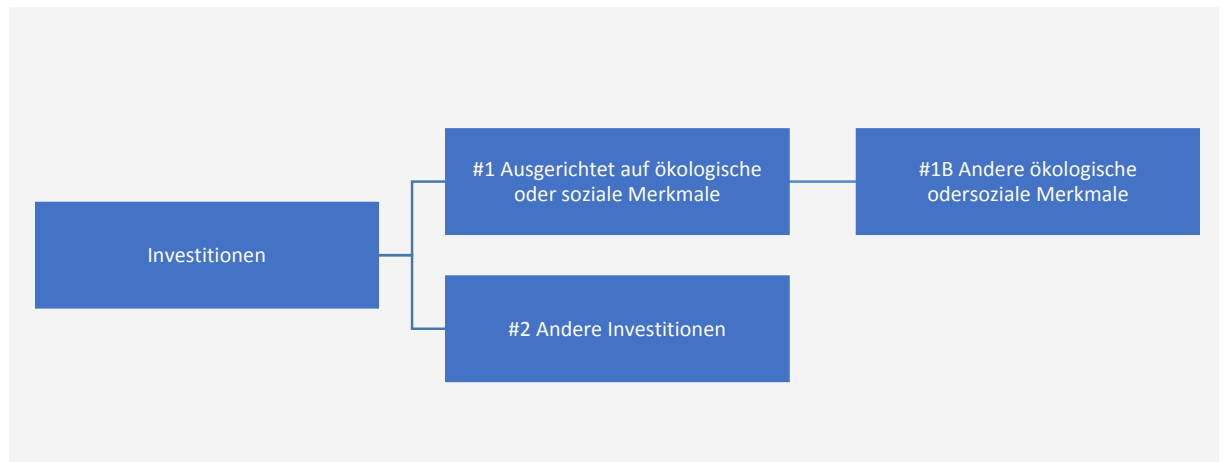 #1 Ausgerichtet auf ökologische
oder soziale Merkmale
#1B Andere ökologische
odersoziale Merkmale
Investitionen
#2 Andere Investitionen